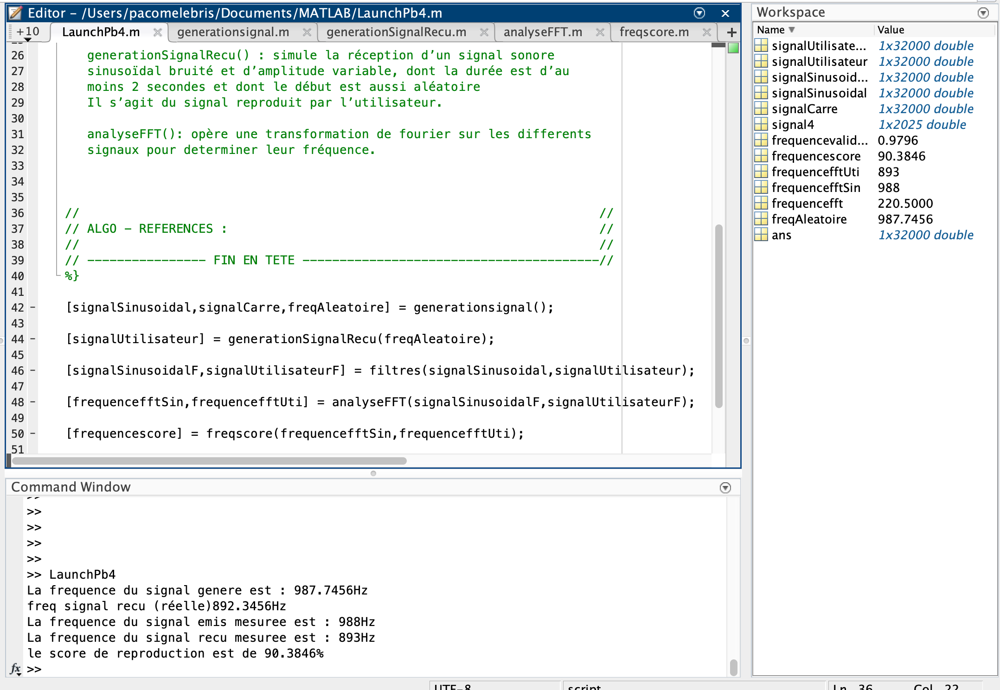 Editor – /Users/pacomelebris/Documents/MATLAB/LaunchPb4.m
+10 LaunchPb4.m generationsignal.m generationSignalRecu.m analyseFFT.m freqscore.m +
26 generationSignalRecu() : simule la réception d’un signal sonore
27 sinusoïdal bruité et d’amplitude variable, dont la durée est d’au
28 moins 2 secondes et dont le début est aussi aléatoire
29 Il s’agit du signal reproduit par l’utilisateur.
30
31 analyseFFT(): opère une transformation de fourier sur les differents
32 signaux pour determiner leur fréquence.
33
34
35
36 // //
37 // ALGO – REFERENCES : //
38 // //
39 // –––––––––––––––– FIN EN TETE ––––––––––––––––––––––––––––––––––––––––//
40 %}
41
42 – [signalSinusoidal,signalCarre,freqAleatoire] = generationsignal();
43
44 – [signalUtilisateur] = generationSignalRecu(freqAleatoire);
45
46 – [signalSinusoidalF,signalUtilisateurF] = filtres(signalSinusoidal,signalUtilisateur);
47
48 – [frequencefftSin,frequencefftUti] = analyseFFT(signalSinusoidalF,signalUtilisateurF);
49
50 – [frequencescore] = freqscore(frequencefftSin,frequencefftUti);
51
Command Window
>>
>>
>>
>>
>> LaunchPb4
La frequence du signal genere est : 987.7456Hz
freq signal recu (réelle)892.3456Hz
La frequence du signal emis mesuree est : 988Hz
La frequence du signal recu mesuree est : 893Hz
le score de reproduction est de 90.3846%
fx >>
Workspace
Name Value
signalUtilisate... 1x32000 double
signalUtilisateur 1x32000 double
signalSinusoid... 1x32000 double
signalSinusoidal 1x32000 double
signalCarre 1x32000 double
signal4 1x2025 double
frequencevalid... 0.9796
frequencescore 90.3846
frequencefftUti 893
frequencefftSin 988
frequencefft 220.5000
freqAleatoire 987.7456
ans 1x32000 double
UTF-8 script Ln 36 Col 22